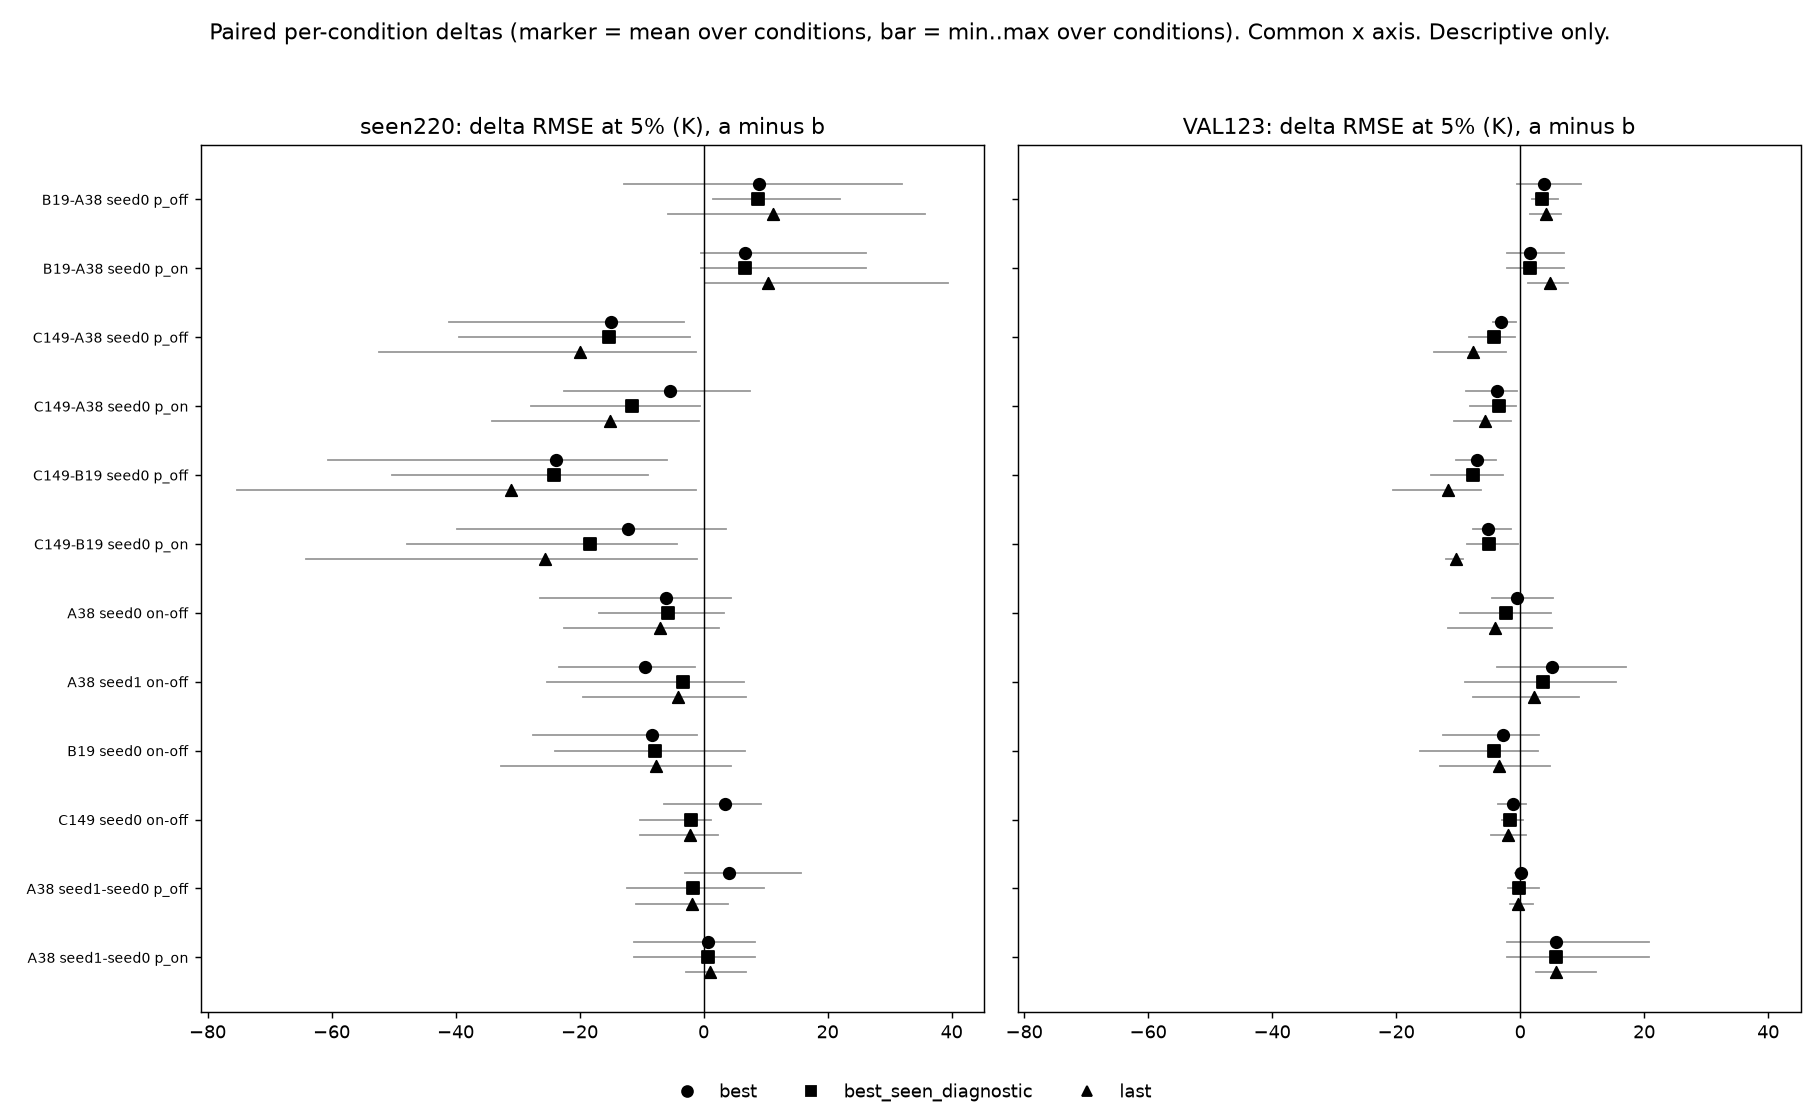 Paired per-condition deltas (marker = mean over conditions, bar = min..max over conditions). Common x axis. Descriptive only.
seen220: delta RMSE at 5% (K), a minus b
VAL123: delta RMSE at 5% (K), a minus b
B19-A38 seed0 p_off
B19-A38 seed0 p_on
C149-A38 seed0 p_off
C149-A38 seed0 p_on
C149-B19 seed0 p_off
C149-B19 seed0 p_on
A38 seed0 on-off
A38 seed1 on-off
B19 seed0 on-off
C149 seed0 on-off
A38 seed1-seed0 p_off
A38 seed1-seed0 p_on
−80 −60 −40 −20 0 20 40
−80 −60 −40 −20 0 20 40
best best_seen_diagnostic last